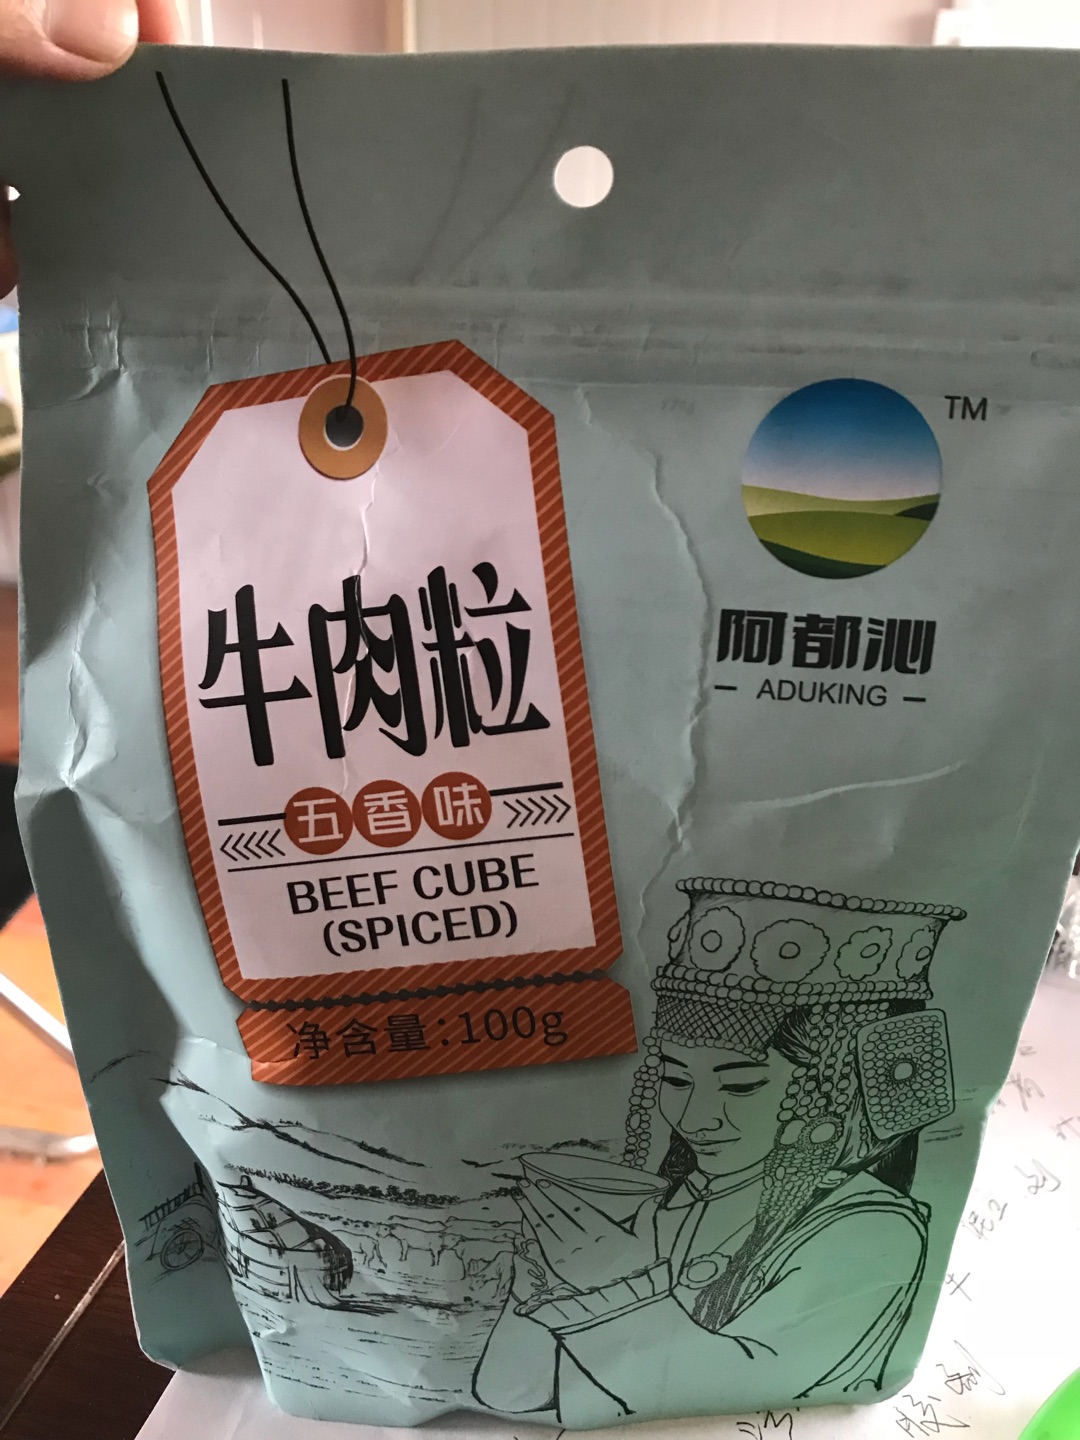 TM
阿都沁
ADUKING
牛肉粒
五香味
BEEF CUBE
(SPICED)
净含量:100g